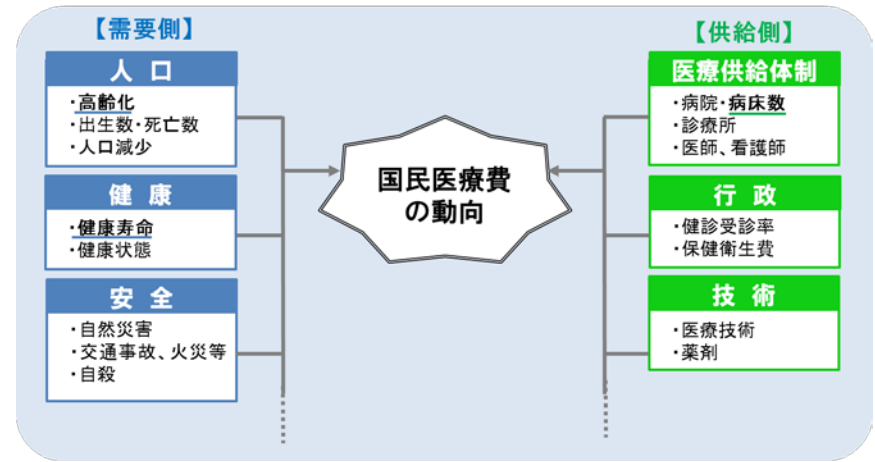 【需要側】
人 口
・高齢化
・出生数・死亡数
・人口減少
健 康
・健康寿命
・健康状態
安 全
・自然災害
・交通事故、火災等
・自殺
国民医療費
の動向
【供給側】
医療供給体制
・病院・病床数
・診療所
・医師、看護師
行 政
・健診受診率
・保健衛生費
技 術
・医療技術
・薬剤